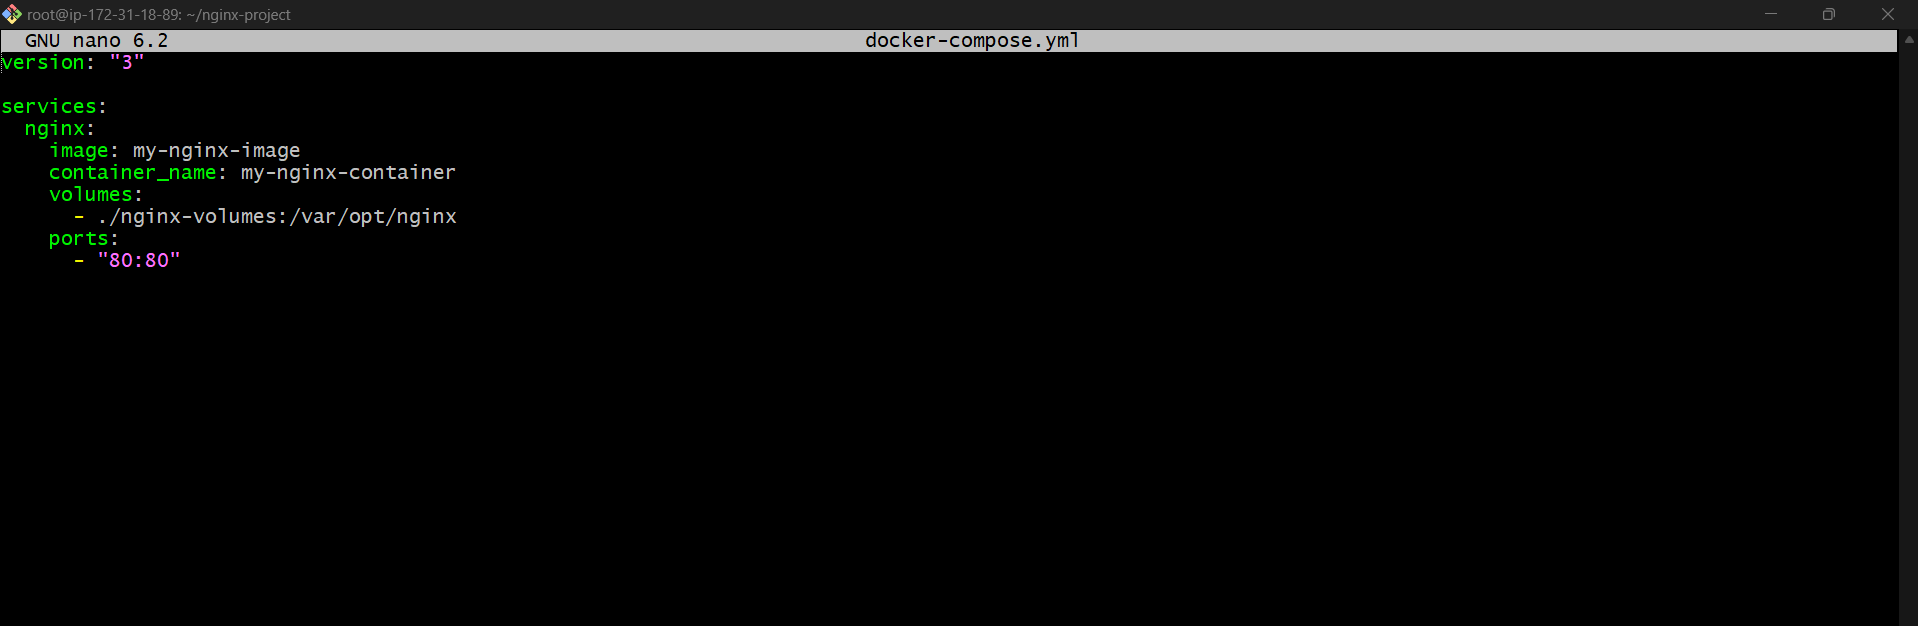 root@ip-172-31-18-89: ~/nginx-project
GNU nano 6.2 docker-compose.yml
version: "3"

services:
  nginx:
    image: my-nginx-image
    container_name: my-nginx-container
    volumes:
      - ./nginx-volumes:/var/opt/nginx
    ports:
      - "80:80"